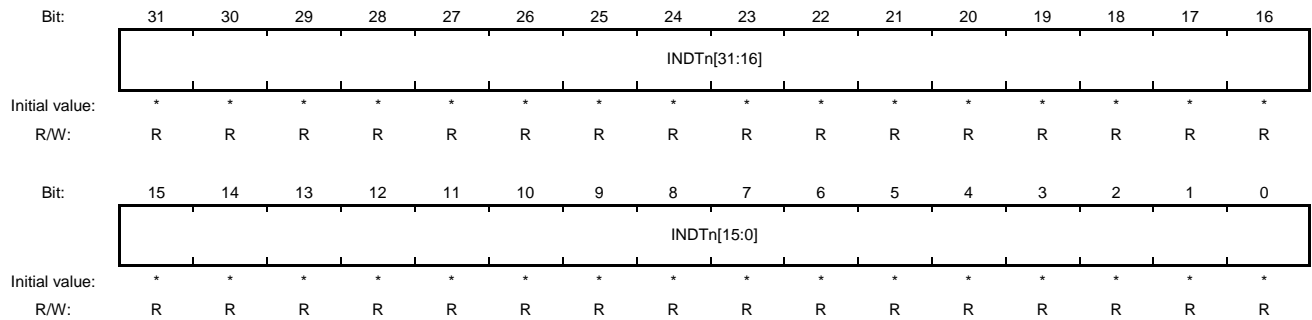 Bit: 31 30 29 28 27 26 25 24 23 22 21 20 19 18 17 16
INDTn[31:16]
Initial value: * * * * * * * * * * * * * * * *
R/W: R R R R R R R R R R R R R R R R
Bit: 15 14 13 12 11 10 9 8 7 6 5 4 3 2 1 0
INDTn[15:0]
Initial value: * * * * * * * * * * * * * * * *
R/W: R R R R R R R R R R R R R R R R